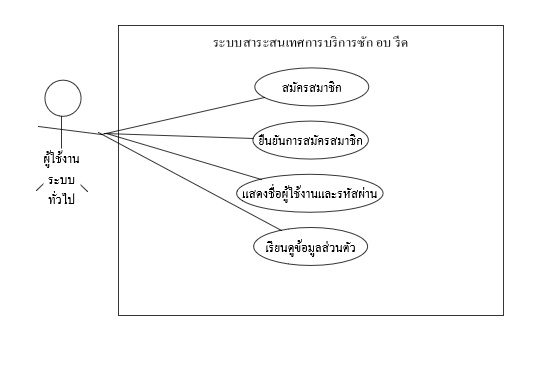 ระบบสาระสนเทศการบริการซัก อบ รีด
สมัครสมาชิก
ยืนยันการสมัครสมาชิก
ผู้ใช้งาน
ระบบ
ทั่วไป
แสดงชื่อผู้ใช้งานและรหัสผ่าน
เรียนดูข้อมูลส่วนตัว